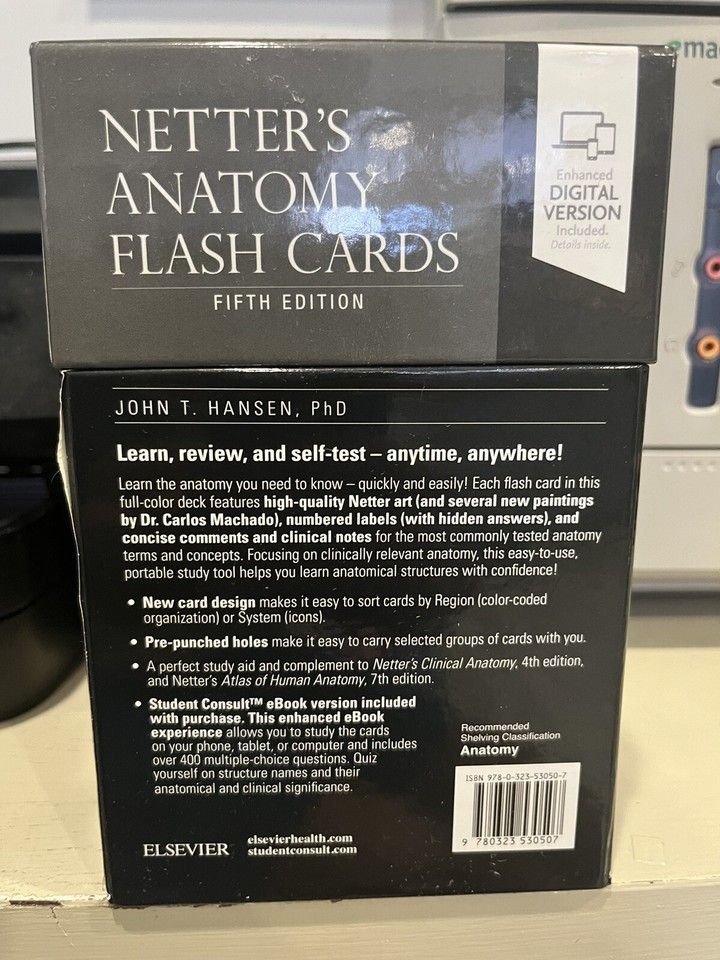 NETTER'S
ANATOMY
FLASH CARDS
FIFTH EDITION
Enhanced
DIGITAL
VERSION
Included.
Details inside.
JOHN T. HANSEN, PhD
Learn, review, and self-test – anytime, anywhere!
Learn the anatomy you need to know – quickly and easily! Each flash card in this
full-color deck features high-quality Netter art (and several new paintings
by Dr. Carlos Machado), numbered labels (with hidden answers), and
concise comments and clinical notes for the most commonly tested anatomy
terms and concepts. Focusing on clinically relevant anatomy, this easy-to-use,
portable study tool helps you learn anatomical structures with confidence!
• New card design makes it easy to sort cards by Region (color-coded
organization) or System (icons).
• Pre-punched holes make it easy to carry selected groups of cards with you.
• A perfect study aid and complement to Netter's Clinical Anatomy, 4th edition,
and Netter's Atlas of Human Anatomy, 7th edition.
• Student Consult™ eBook version included
with purchase. This enhanced eBook
experience allows you to study the cards
on your phone, tablet, or computer and includes
over 400 multiple-choice questions. Quiz
yourself on structure names and their
anatomical and clinical significance.
Recommended
Shelving Classification
Anatomy
ISBN 978-0-323-53050-7
9 780323 530507
ELSEVIER
elsevierhealth.com
studentconsult.com